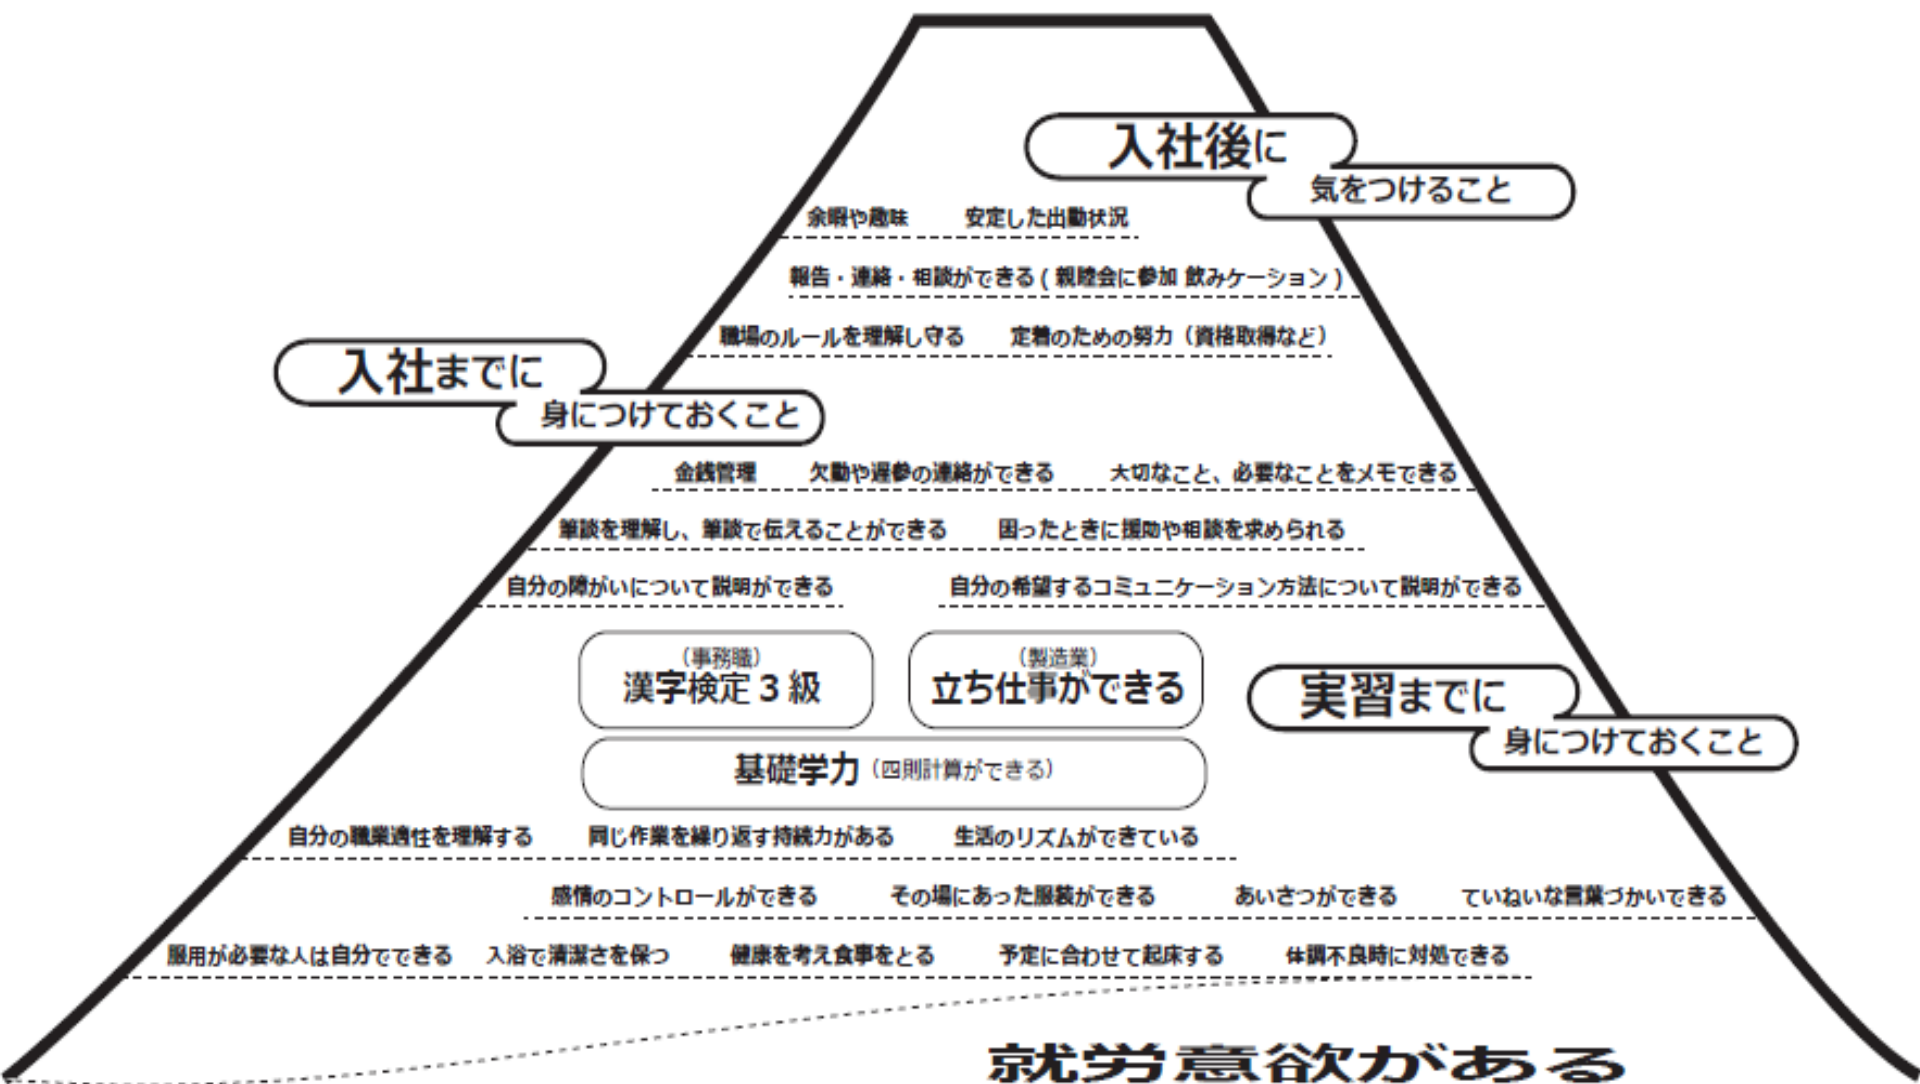 入社後に
気をつけること
余暇や趣味 安定した出勤状況
報告・連絡・相談ができる ( 親睦会に参加 飲みケーション )
職場のルールを理解し守る 定着のための努力（資格取得など）
入社までに
身につけておくこと
金銭管理 欠勤や遅参の連絡ができる 大切なこと、必要なことをメモできる
筆談を理解し、筆談で伝えることができる 困ったときに援助や相談を求められる
自分の障がいについて説明ができる 自分の希望するコミュニケーション方法について説明ができる
（事務職） （製造業）
漢字検定 3 級 立ち仕事ができる
実習までに
身につけておくこと
基礎学力（四則計算ができる）
自分の職業適性を理解する 同じ作業を繰り返す持続力がある 生活のリズムができている
感情のコントロールができる その場にあった服装ができる あいさつができる ていねいな言葉づかいできる
服用が必要な人は自分でできる 入浴で清潔さを保つ 健康を考え食事をとる 予定に合わせて起床する 体調不良時に対処できる
就労意欲がある